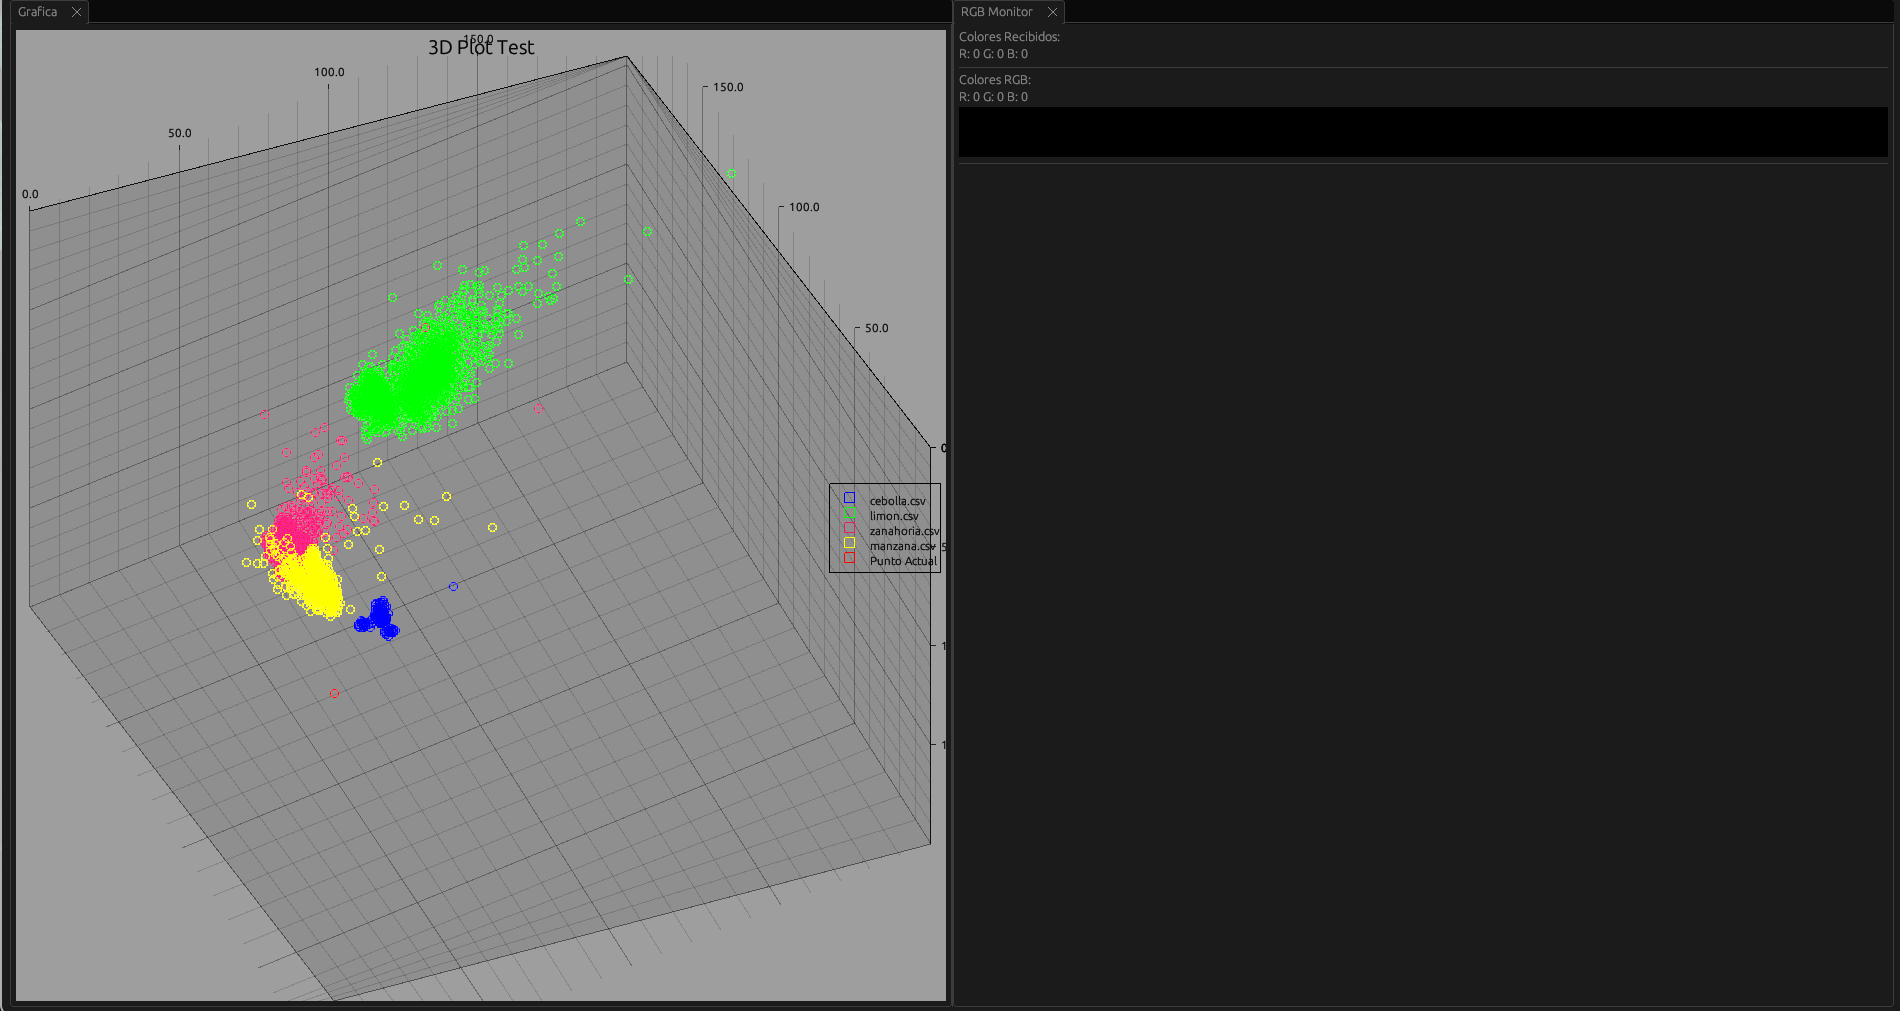 Grafica
RGB Monitor
Colores Recibidos:
R: 0 G: 0 B: 0
Colores RGB:
R: 0 G: 0 B: 0
3D Plot Test
150.0
100.0
50.0
0.0
150.0
100.0
50.0
0
cebolla.csv
limon.csv
zanahoria.csv
manzana.csv
Punto Actual
5
1
1